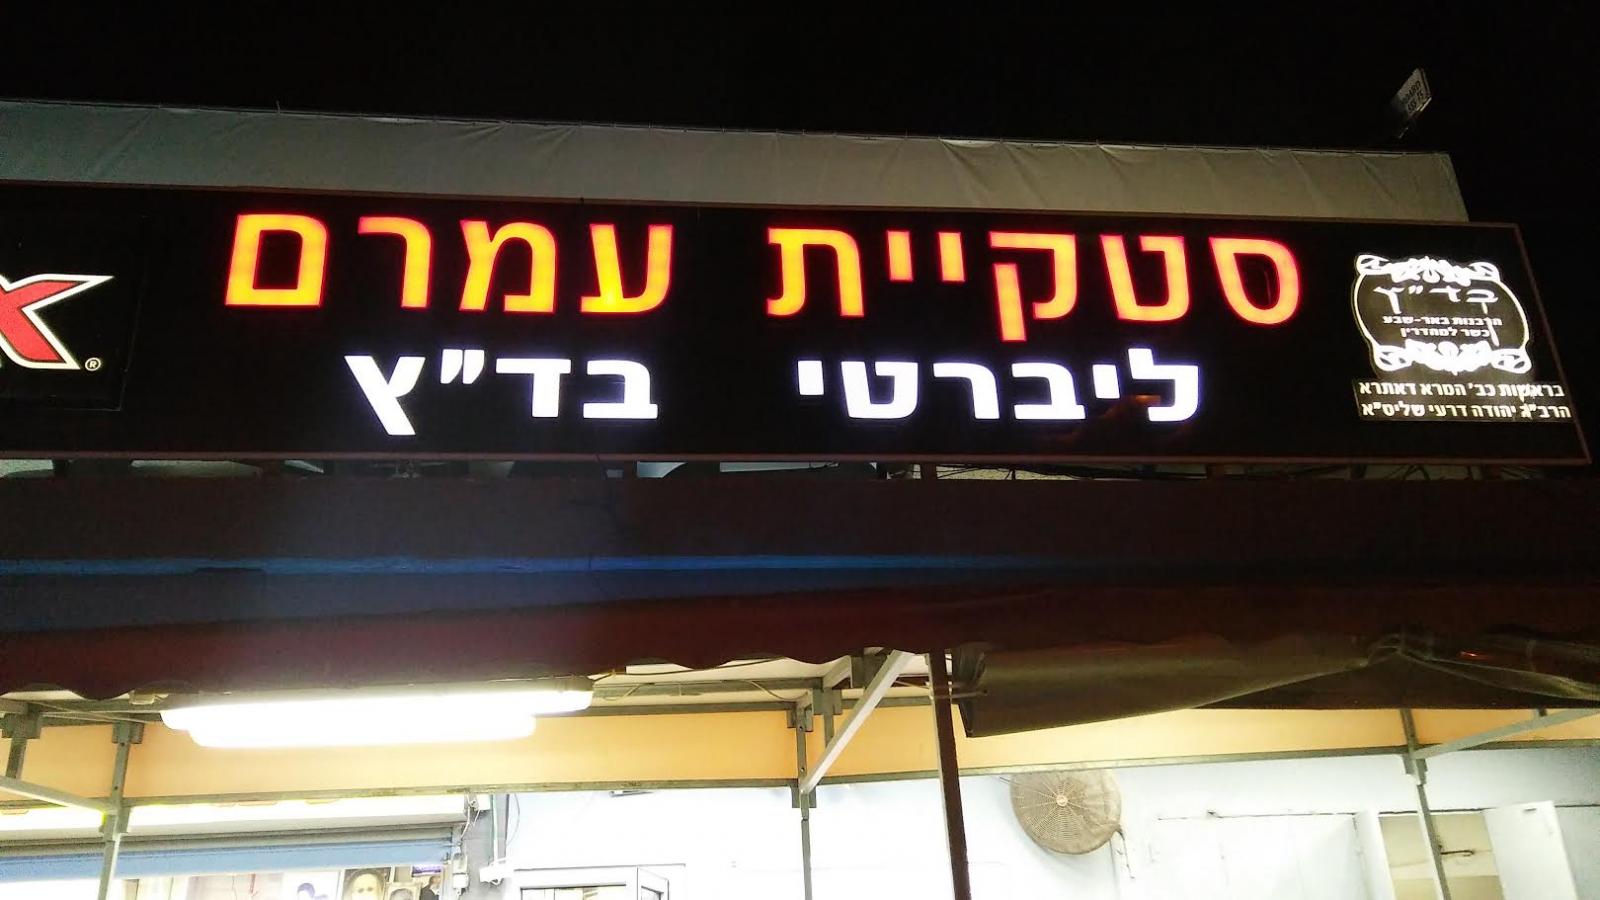 סטקיית עמרם
ליברטי בד"ץ
בד"ץ
הרבנות באר-שבע
כשר למהדרין
בראשות כב' המרא דאתרא
הרב"ג יהודה דרעי שליט"א
®